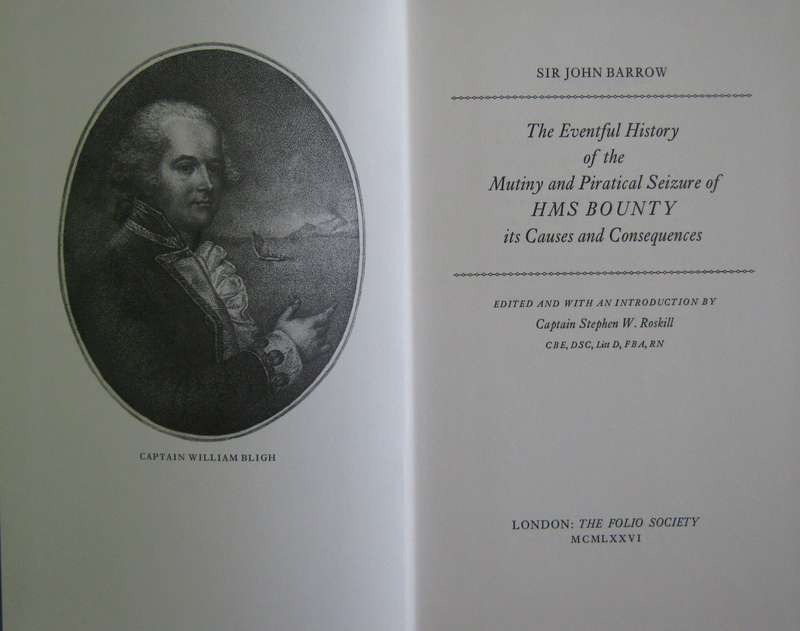 CAPTAIN WILLIAM BLIGH
SIR JOHN BARROW
The Eventful History
of the
Mutiny and Piratical Seizure of
HMS BOUNTY
its Causes and Consequences
EDITED AND WITH AN INTRODUCTION BY
Captain Stephen W. Roskill
CBE, DSC, Litt D, FBA, RN
LONDON: THE FOLIO SOCIETY
MCMLXXVI